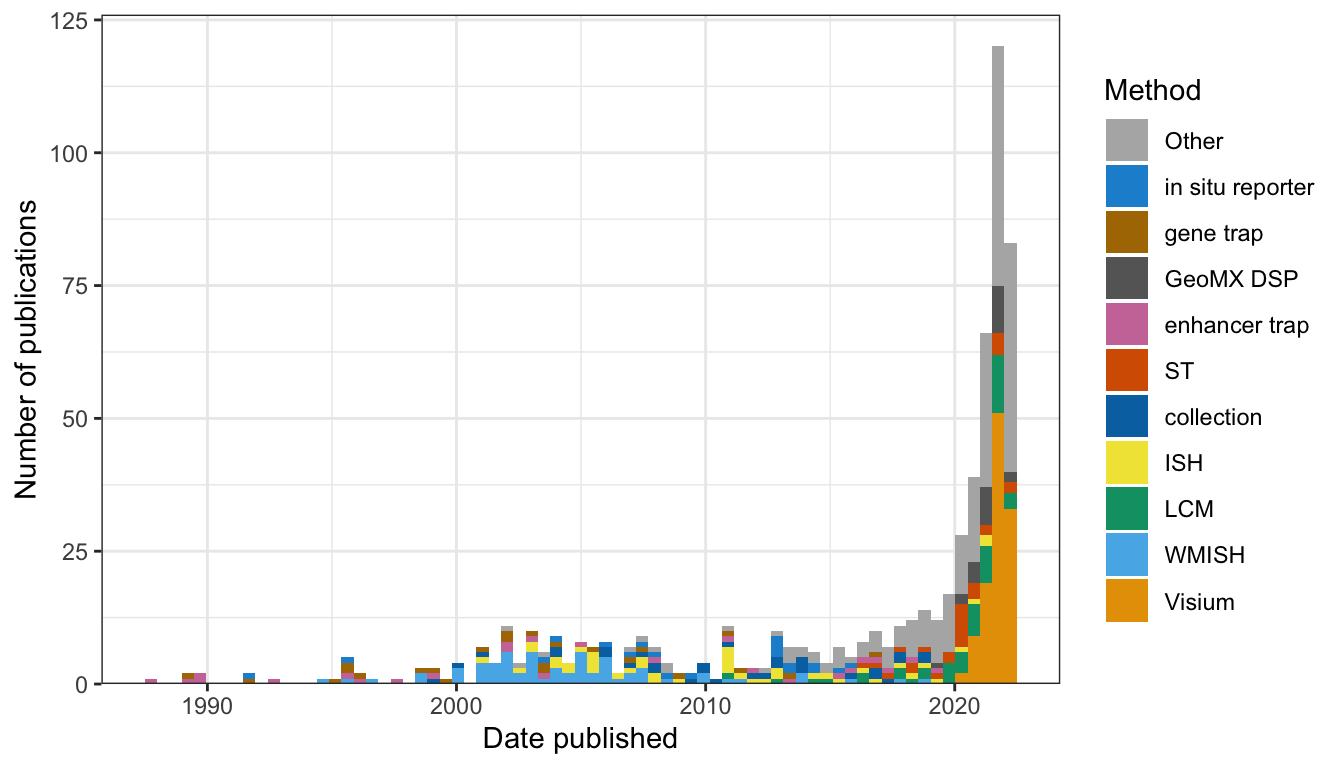 125
100
75
50
25
0
Number of publications
1990
2000
2010
2020
Date published
Method
Other
in situ reporter
gene trap
GeoMX DSP
enhancer trap
ST
collection
ISH
LCM
WMISH
Visium